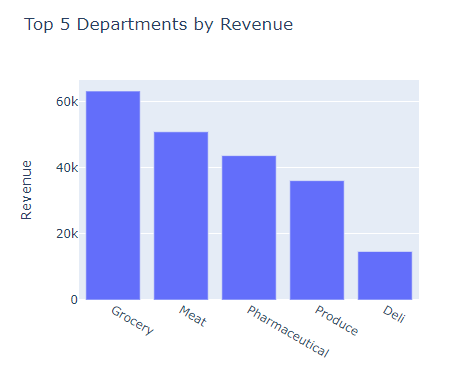 Top 5 Departments by Revenue
60k
40k
20k
0
Revenue
Grocery
Meat
Pharmaceutical
Produce
Deli